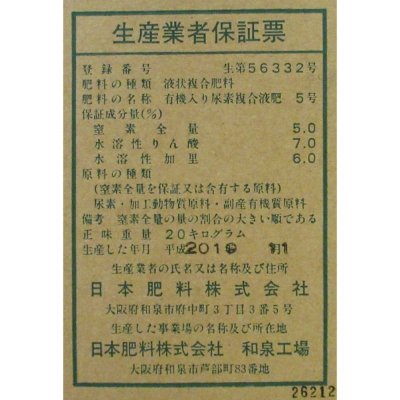 生産業者保証票
登録番号 生第56332号
肥料の種類 液状複合肥料
肥料の名称 有機入り尿素複合液肥 5号
保証成分量(%)
窒素全量 5.0
水溶性りん酸 7.0
水溶性加里 6.0
原料の種類
(窒素全量を保証又は含有する原料)
尿素・加工動物質原料・副産有機質原料
備考 窒素全量の量の割合の大きい順である
正味重量 20キログラム
生産した年月 平成
生産業者の氏名又は名称及び住所
日本肥料株式会社
大阪府和泉市府中町3丁目3番5号
生産した事業場の名称及び所在地
日本肥料株式会社 和泉工場
大阪府和泉市芦部町83番地
26212